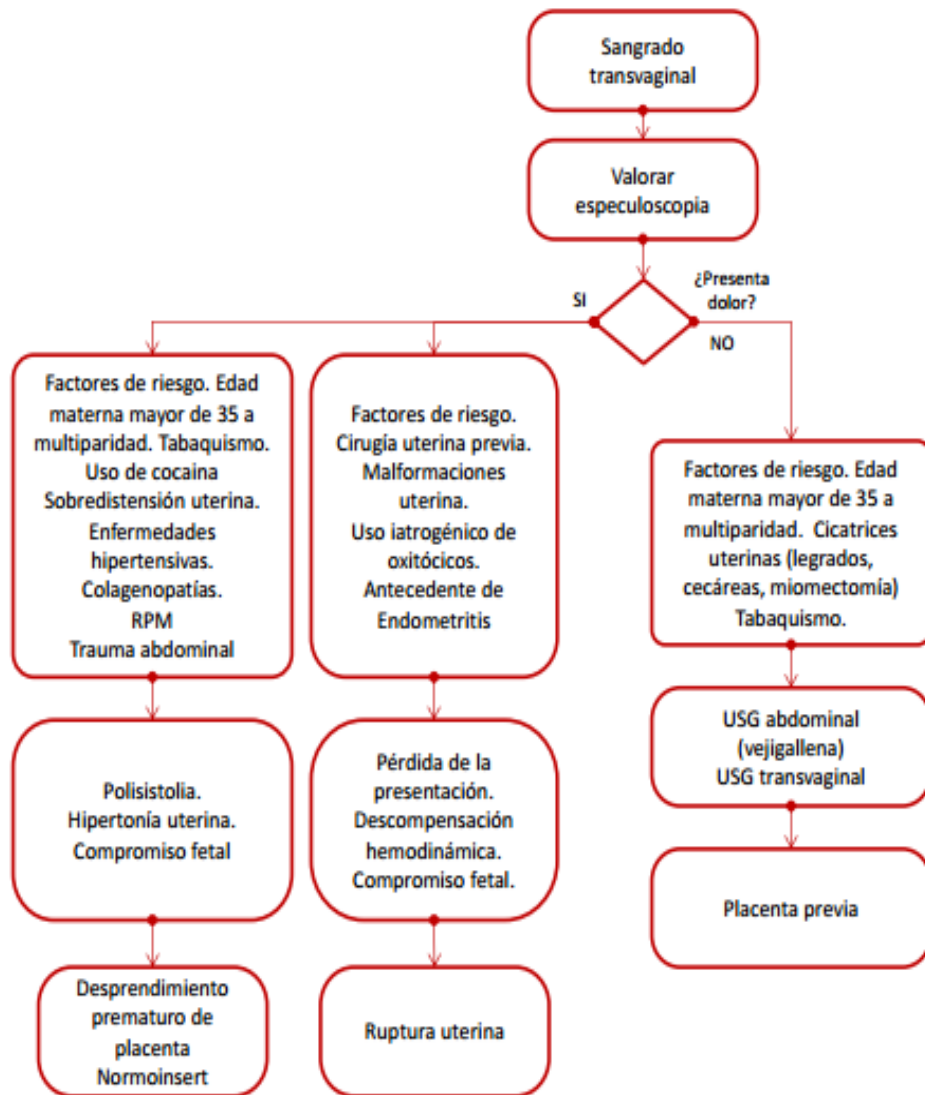 Sangrado
transvaginal
Valorar
especuloscopia
¿Presenta
dolor?
SI
NO
Factores de riesgo. Edad
materna mayor de 35 a
multiparidad. Tabaquismo.
Uso de cocaina
Sobredistensión uterina.
Enfermedades
hipertensivas.
Colagenopatías.
RPM
Trauma abdominal
Factores de riesgo.
Cirugía uterina previa.
Malformaciones
uterina.
Uso iatrogénico de
oxitócicos.
Antecedente de
Endometritis
Factores de riesgo. Edad
materna mayor de 35 a
multiparidad. Cicatrices
uterinas (legrados,
cecáreas, miomectomía)
Tabaquismo.
Polisistolia.
Hipertonía uterina.
Compromiso fetal
Pérdida de la
presentación.
Descompensación
hemodinámica.
Compromiso fetal.
USG abdominal
(vejigallena)
USG transvaginal
Placenta previa
Desprendimiento
prematuro de
placenta
Normoinsert
Ruptura uterina